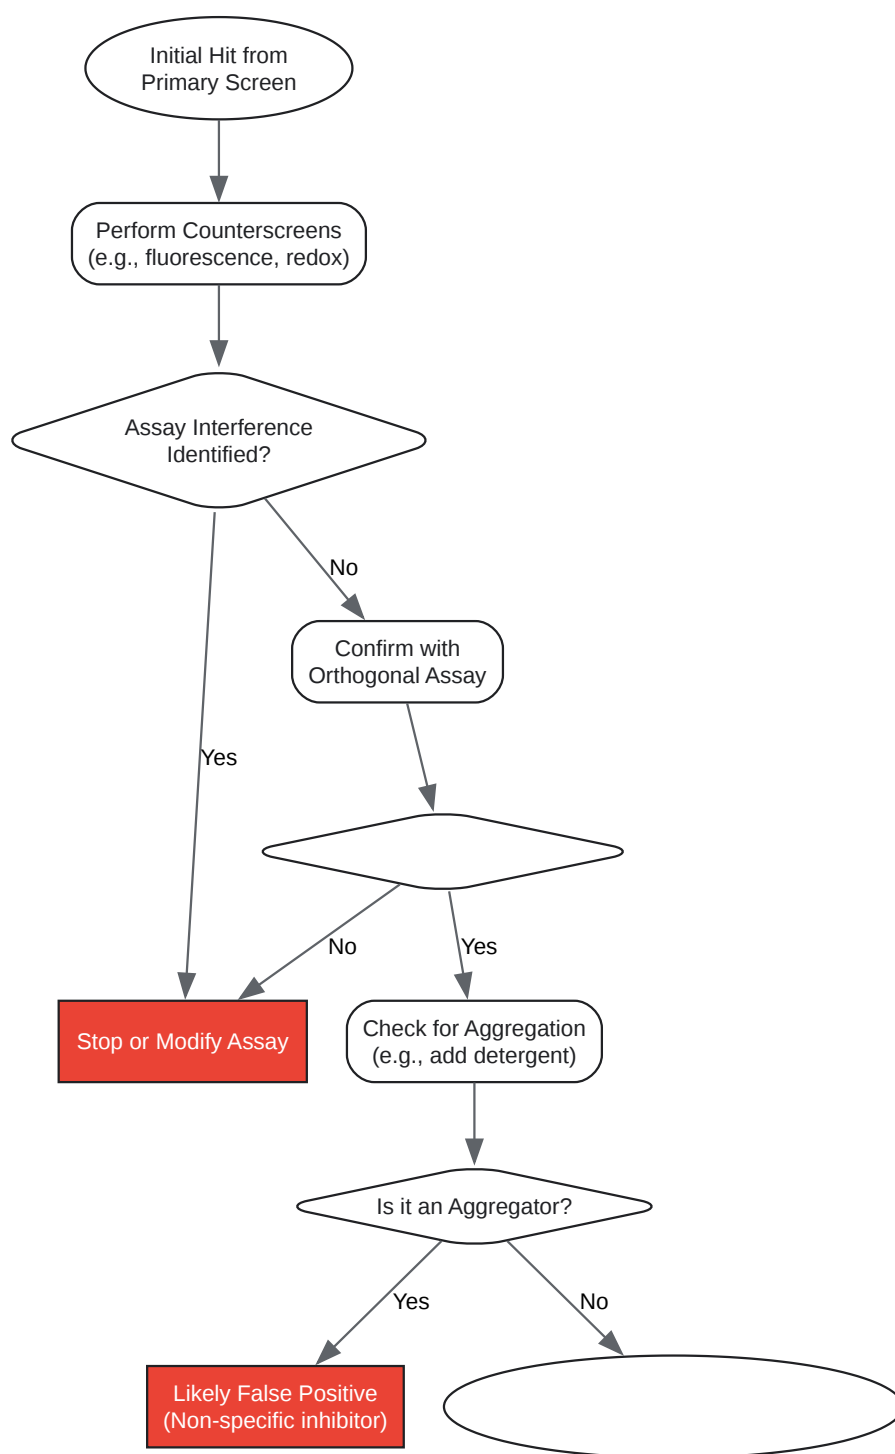 Initial Hit from
Primary Screen
Perform Counterscreens
(e.g., fluorescence, redox)
Assay Interference
Identified?
No
Confirm with
Orthogonal Assay
Yes
No
Yes
Stop or Modify Assay
Check for Aggregation
(e.g., add detergent)
Is it an Aggregator?
Yes
No
Likely False Positive
(Non-specific inhibitor)